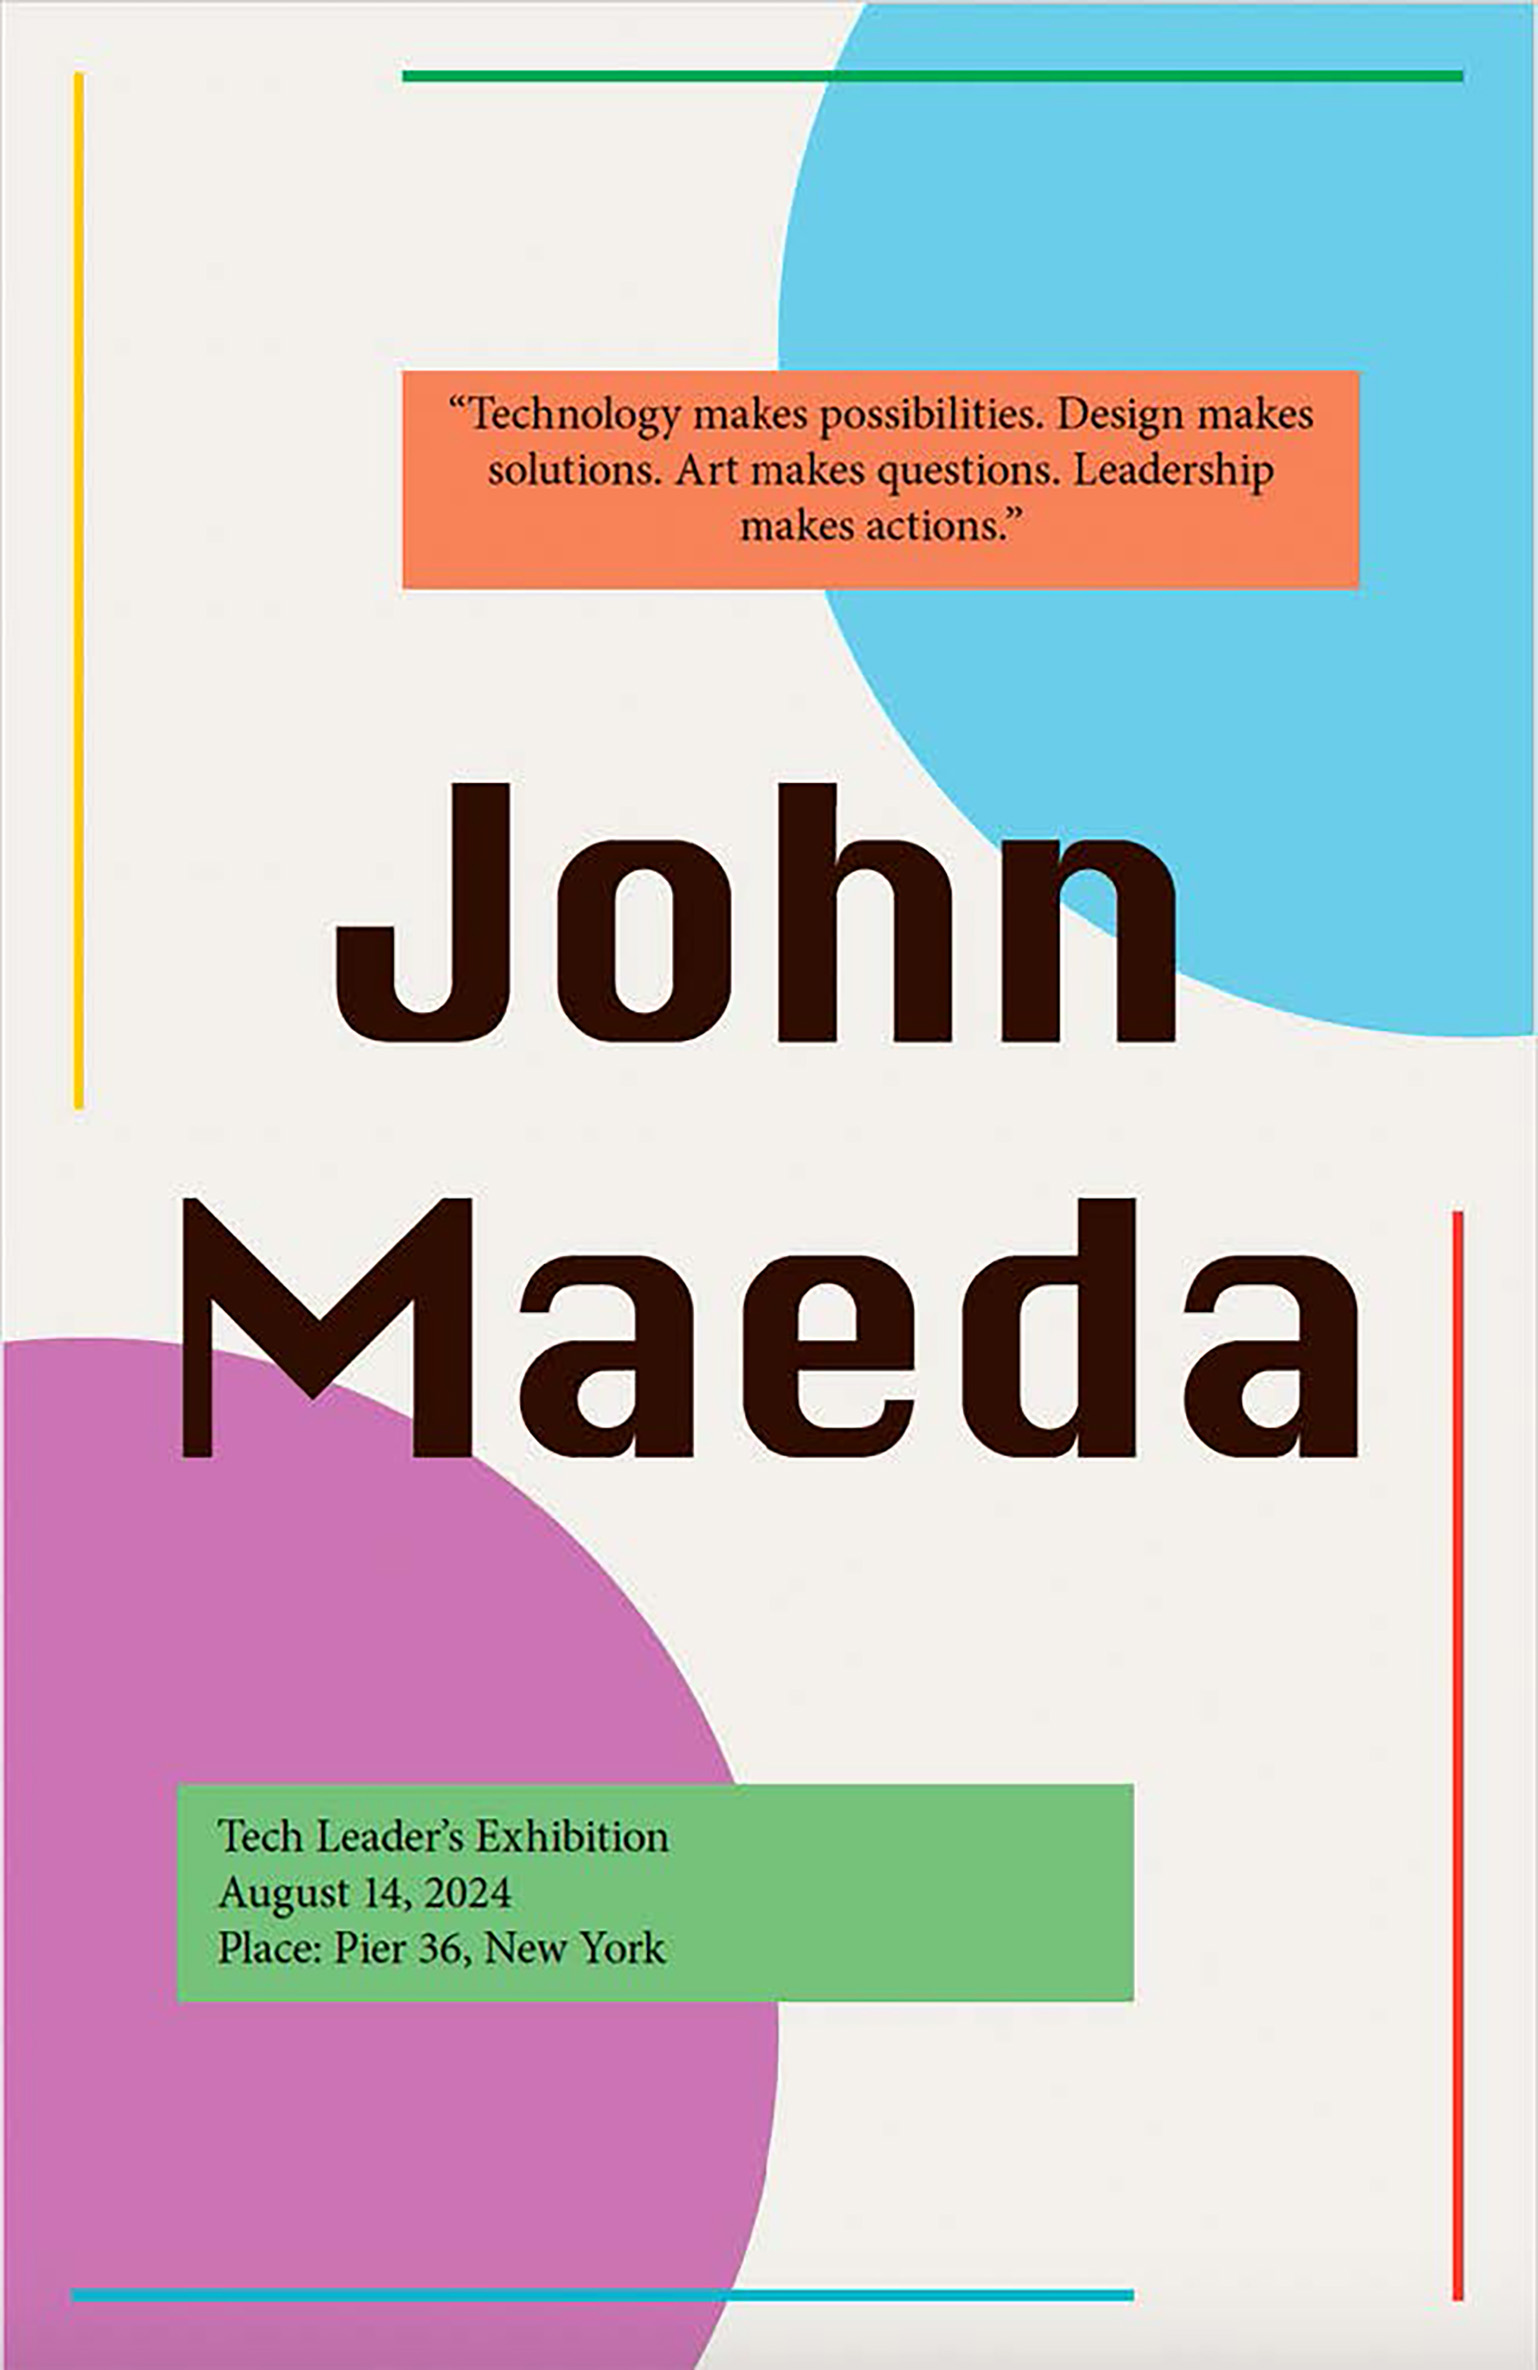 “Technology makes possibilities. Design makes
solutions. Art makes questions. Leadership
makes actions.”
John
Maeda
Tech Leader’s Exhibition
August 14, 2024
Place: Pier 36, New York